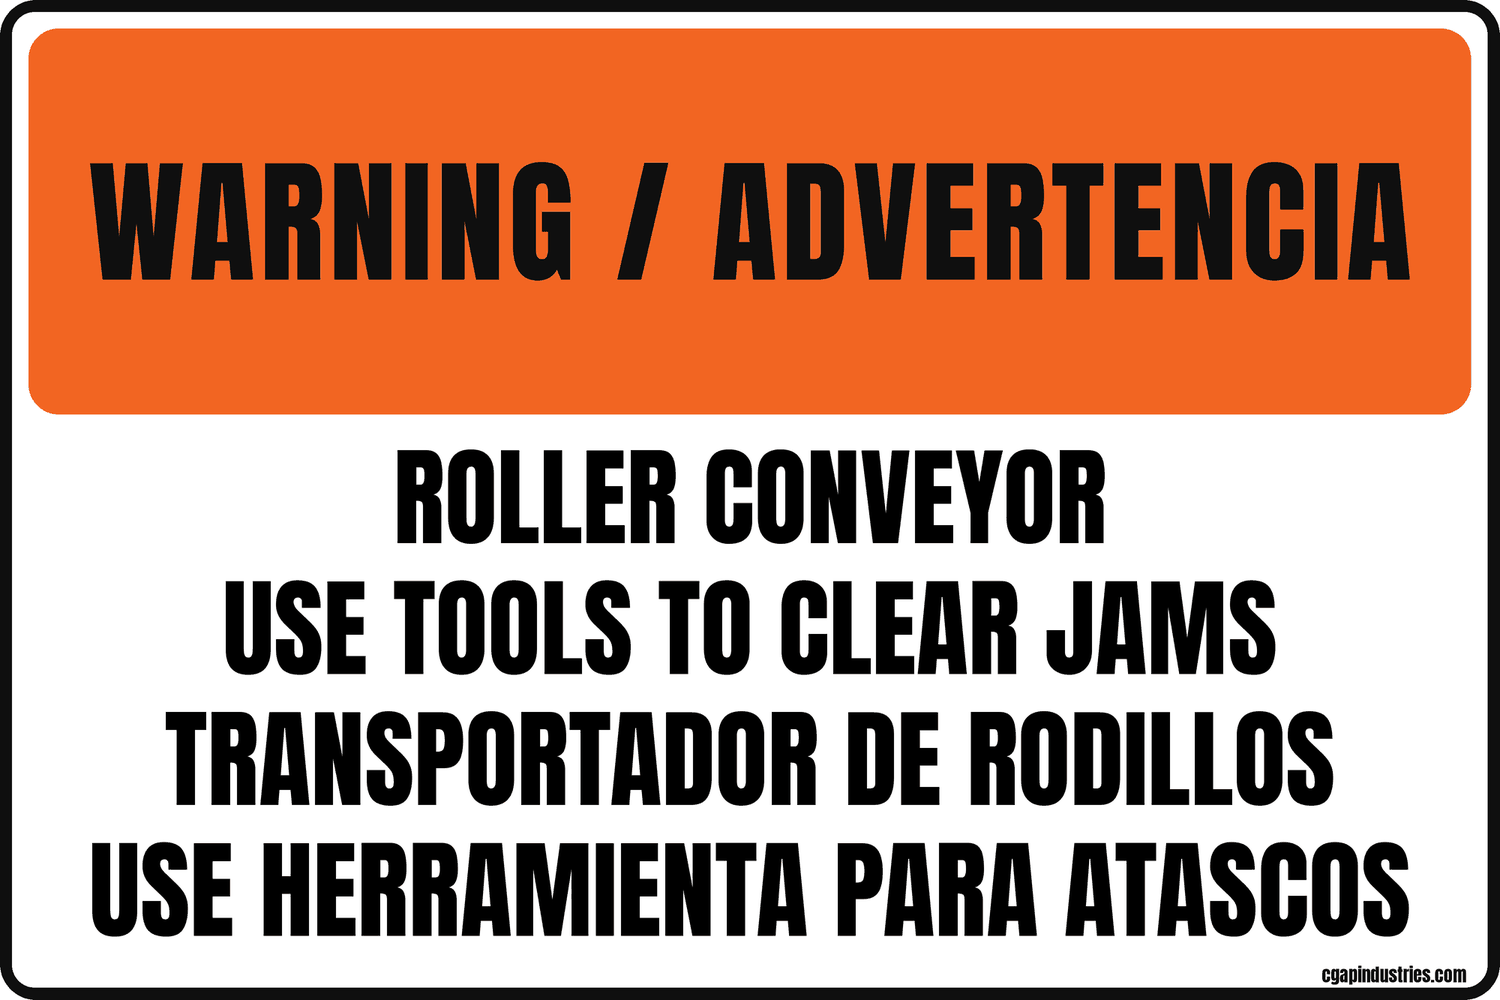 WARNING / ADVERTENCIA
ROLLER CONVEYOR
USE TOOLS TO CLEAR JAMS
TRANSPORTADOR DE RODILLOS
USE HERRAMIENTA PARA ATASCOS
cgapindustries.com